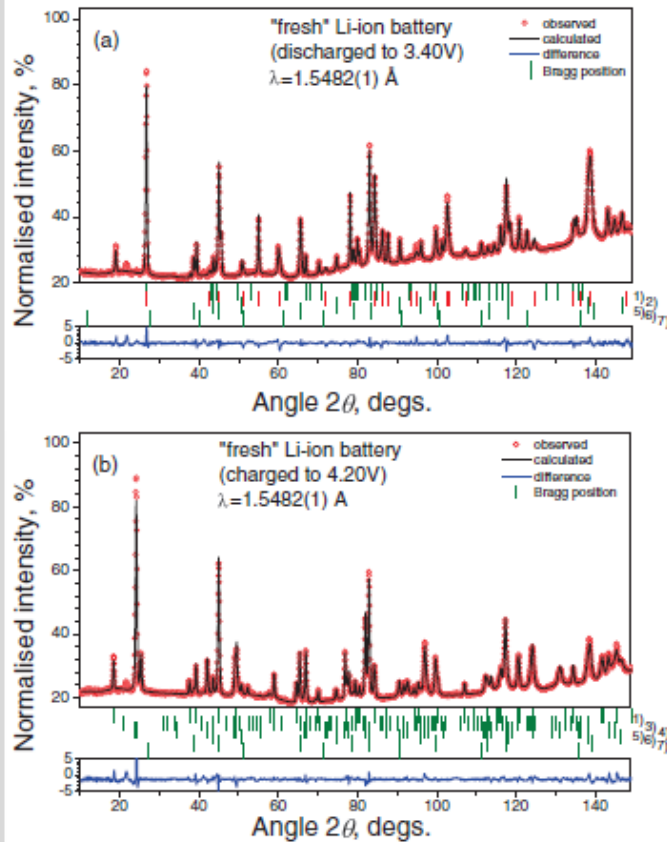 (a)
"fresh" Li-ion battery
(discharged to 3.40V)
λ=1.5482(1) Å
observed
calculated
difference
Bragg position
Normalised intensity, %
100
80
60
40
20
1)2)
5)6)7)
5
0
-5
20 40 60 80 100 120 140
Angle 2θ, degs.
(b)
"fresh" Li-ion battery
(charged to 4.20V)
λ=1.5482(1) A
observed
calculated
difference
Bragg position
Normalised intensity, %
100
80
60
40
20
1)3)4)
5)6)7)
5
0
-5
20 40 60 80 100 120 140
Angle 2θ, degs.